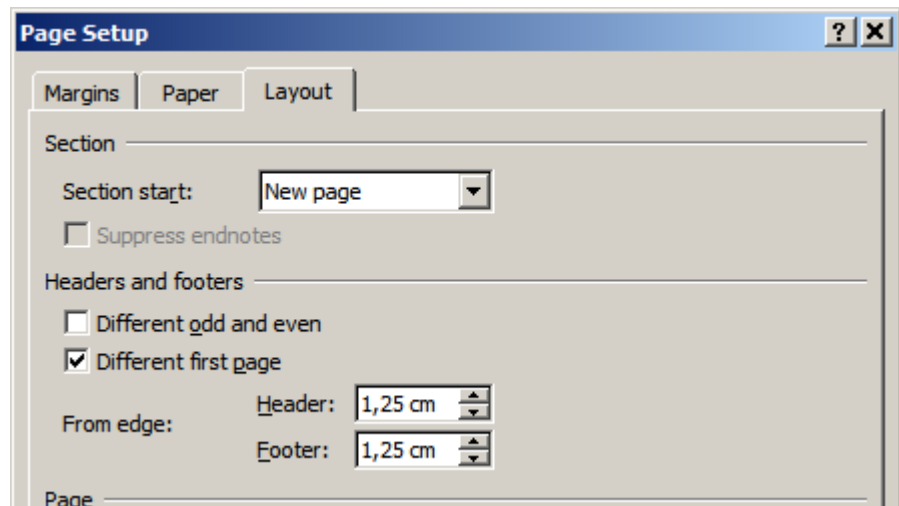 Page Setup
Margins Paper Layout
Section
Section start: New page
Suppress endnotes
Headers and footers
Different odd and even
Different first page
From edge: Header: 1,25 cm
Footer: 1,25 cm
Page